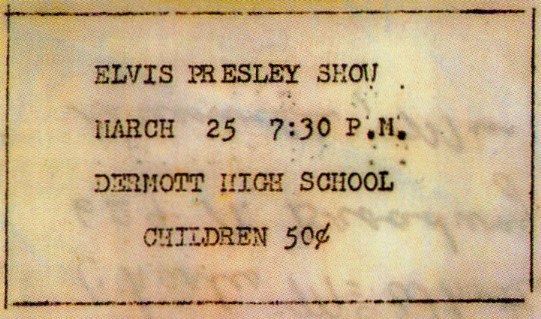 ELVIS PRESLEY SHOW
MARCH 25 7:30 P.M.
DERMOTT HIGH SCHOOL
CHILDREN 50¢